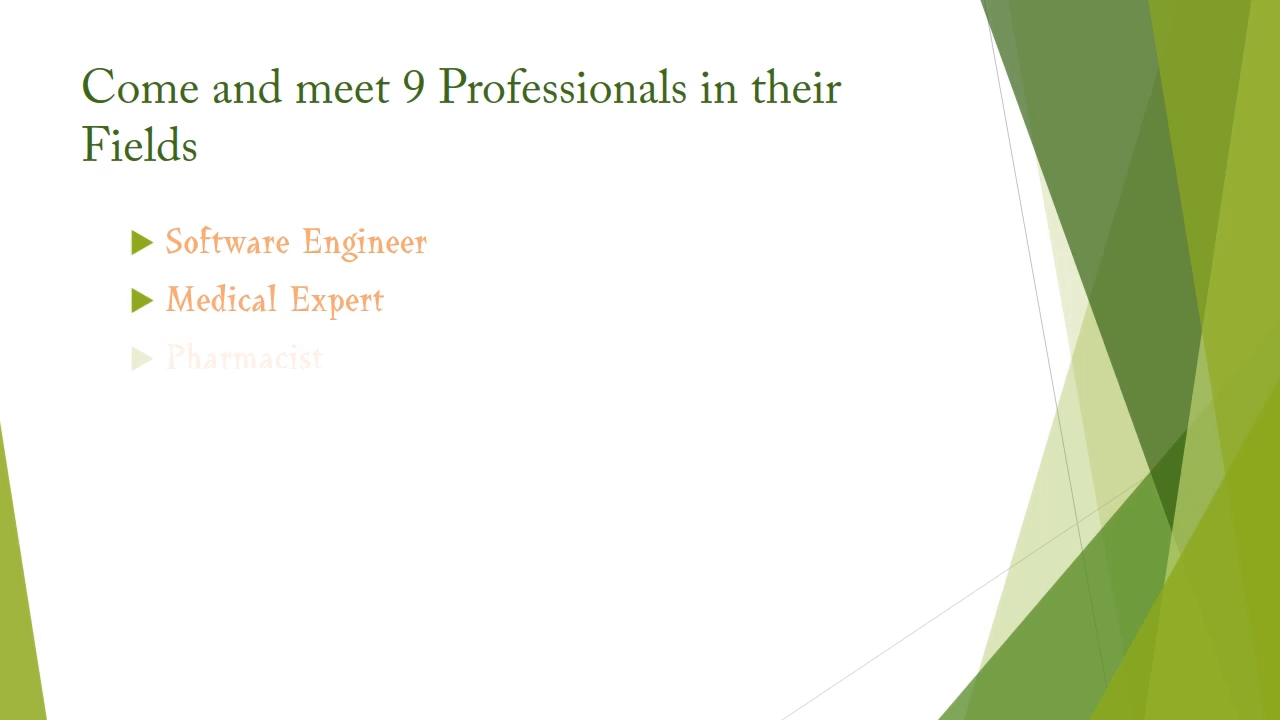 Come and meet 9 Professionals in their
Fields
Software Engineer
Medical Expert
Pharmacist